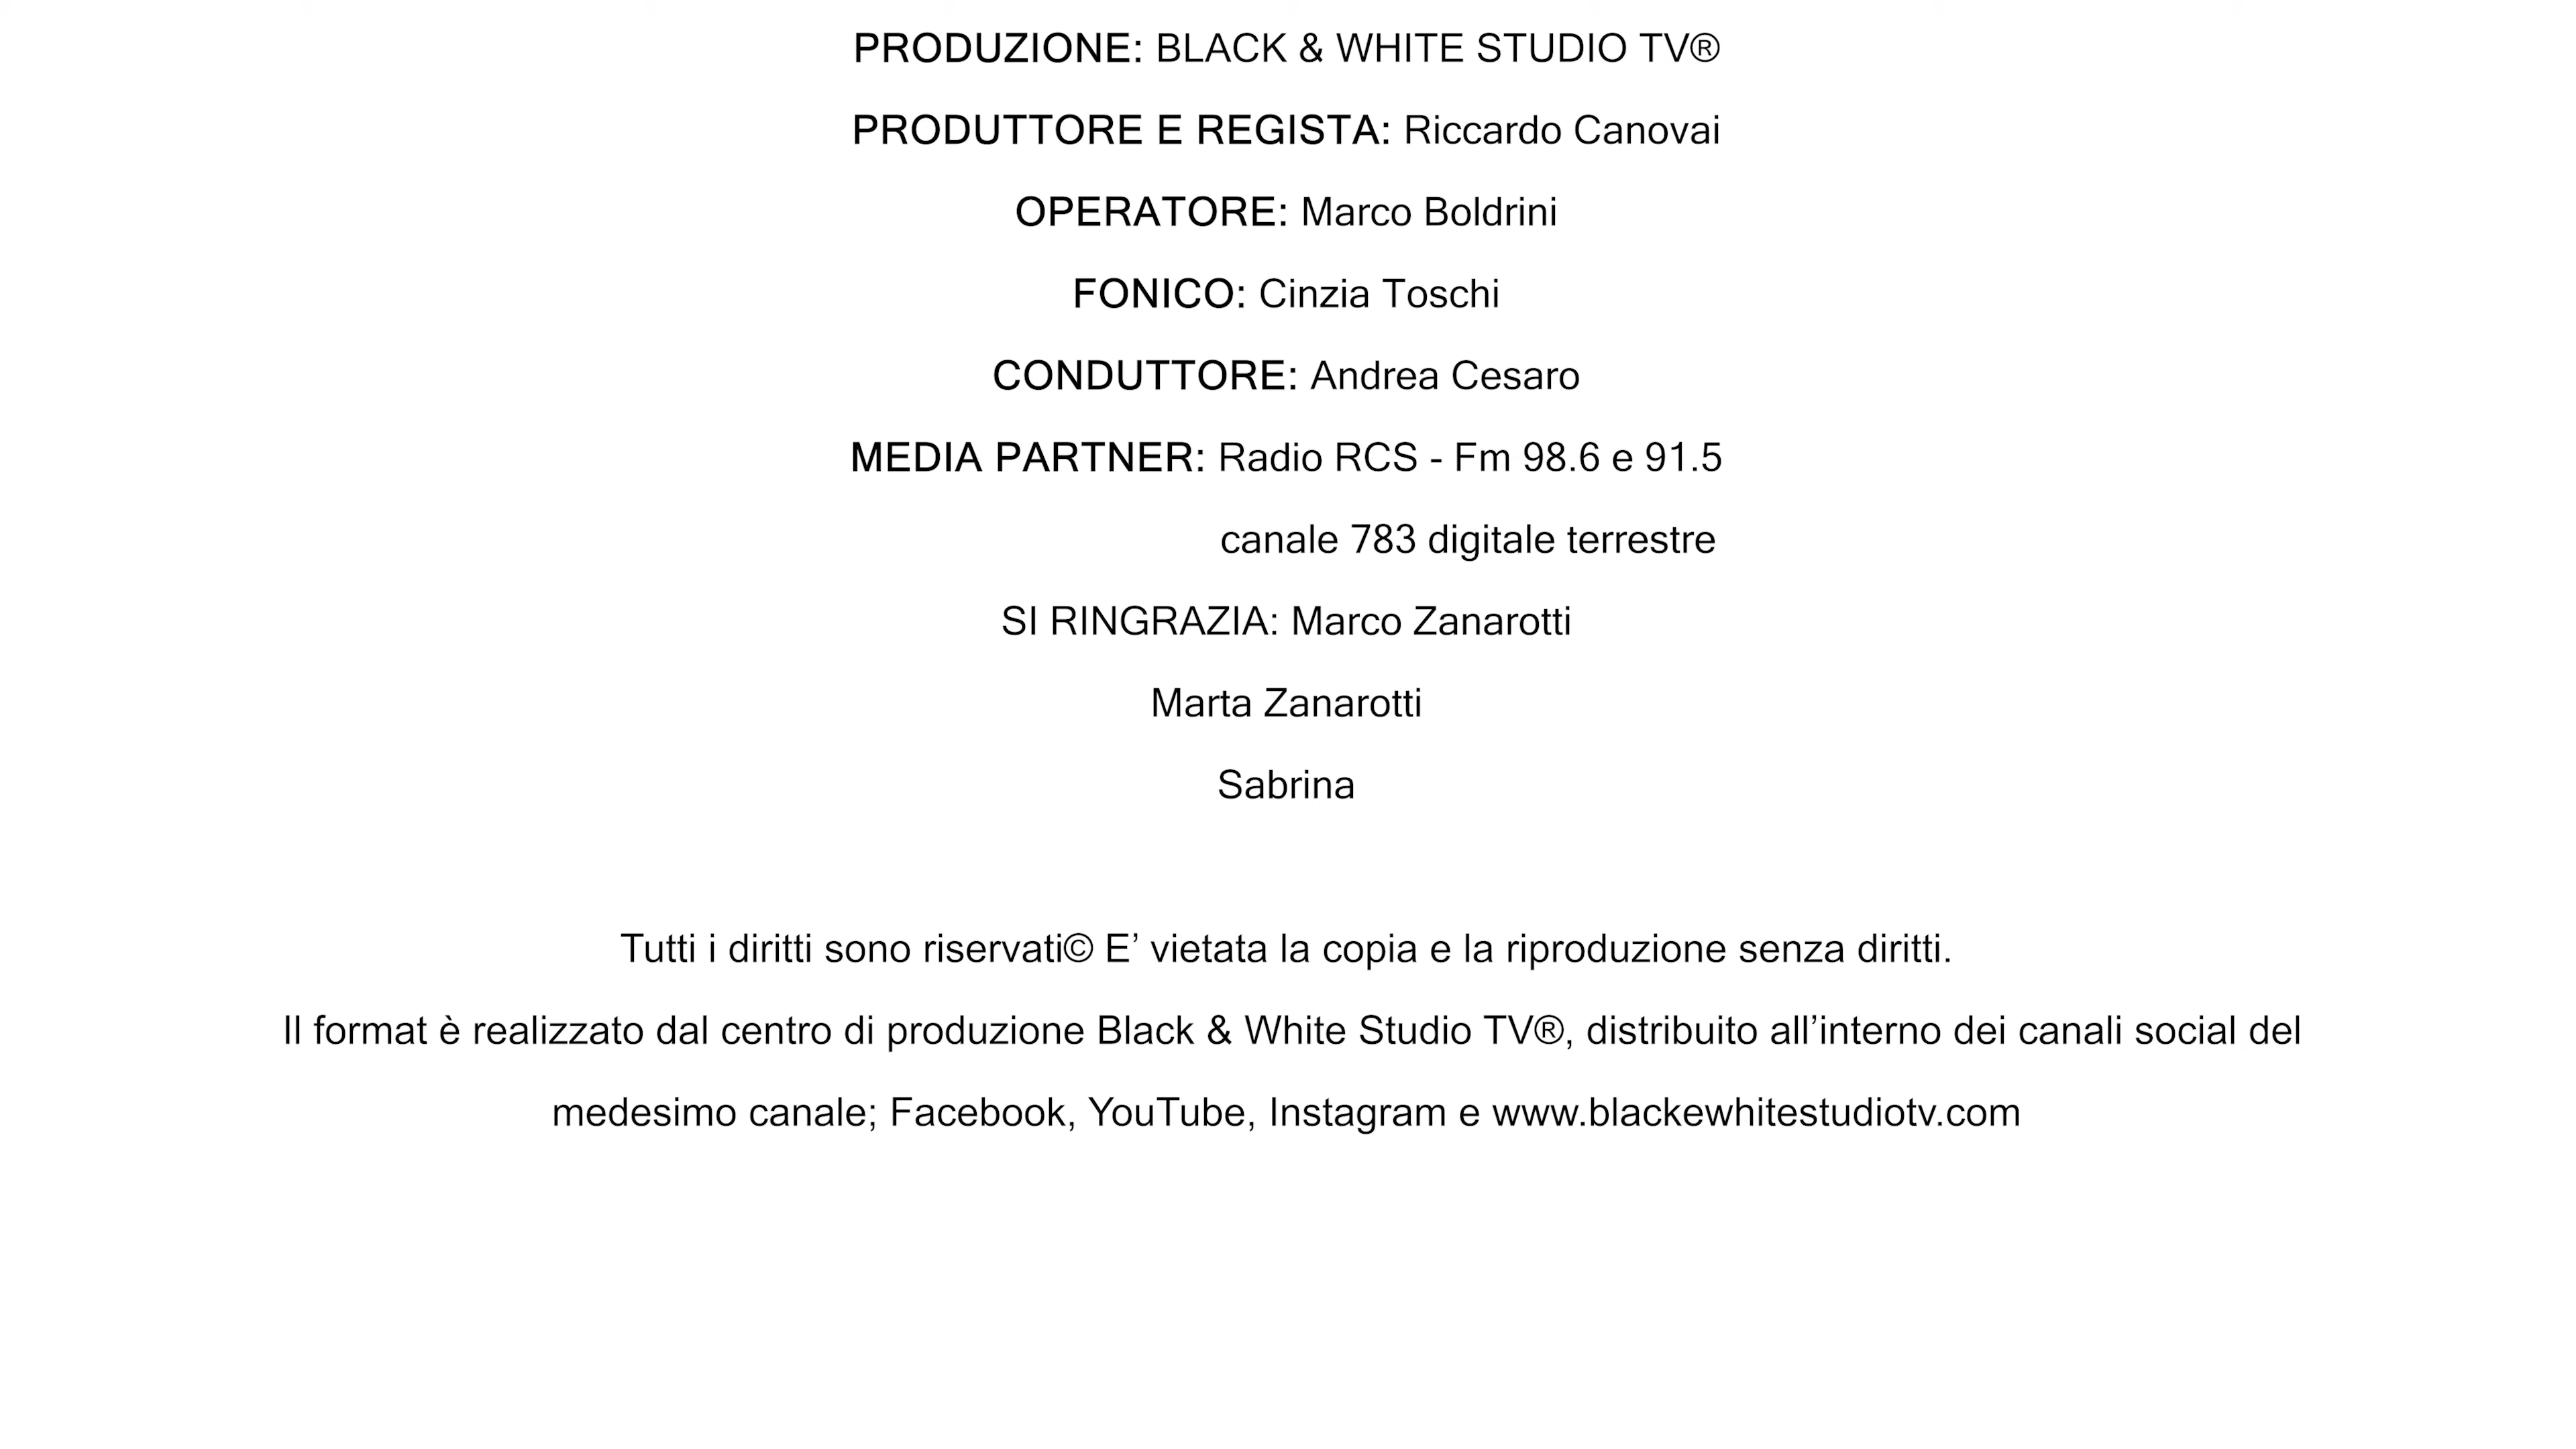 PRODUZIONE: BLACK & WHITE STUDIO TV®
PRODUTTORE E REGISTA: Riccardo Canovai
OPERATORE: Marco Boldrini
FONICO: Cinzia Toschi
CONDUTTORE: Andrea Cesaro
MEDIA PARTNER: Radio RCS - Fm 98.6 e 91.5
canale 783 digitale terrestre
SI RINGRAZIA: Marco Zanarotti
Marta Zanarotti
Sabrina
Tutti i diritti sono riservati© E’ vietata la copia e la riproduzione senza diritti.
Il format è realizzato dal centro di produzione Black & White Studio TV®, distribuito all’interno dei canali social del
medesimo canale; Facebook, YouTube, Instagram e www.blackewhitestudiotv.com